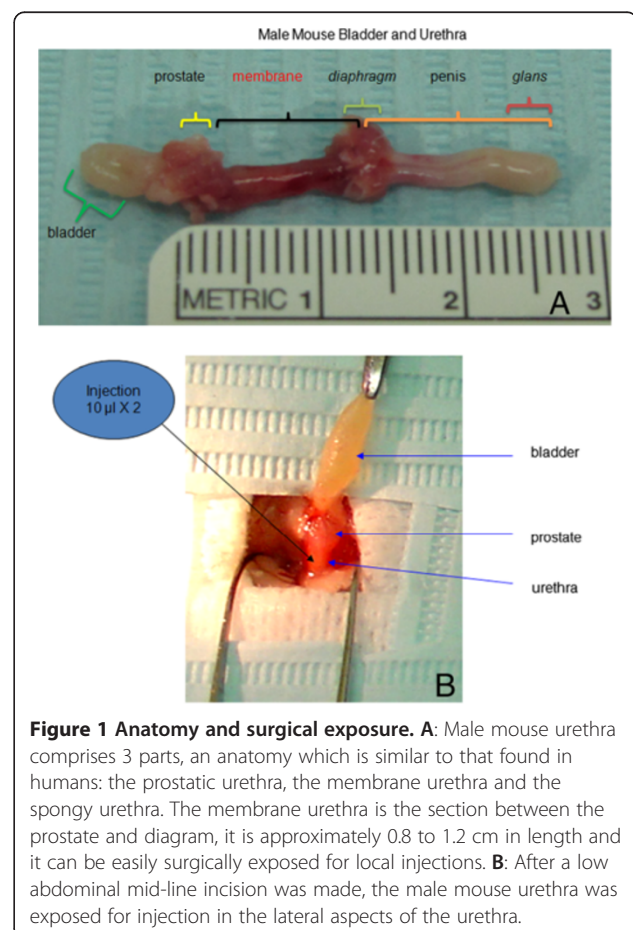 Male Mouse Bladder and Urethra
prostate membrane diaphragm penis glans
bladder
METRIC 1 2 3
A
Injection
10 µl X 2
bladder
prostate
urethra
B
Figure 1 Anatomy and surgical exposure. A: Male mouse urethra
comprises 3 parts, an anatomy which is similar to that found in
humans: the prostatic urethra, the membrane urethra and the
spongy urethra. The membrane urethra is the section between the
prostate and diagram, it is approximately 0.8 to 1.2 cm in length and
it can be easily surgically exposed for local injections. B: After a low
abdominal mid-line incision was made, the male mouse urethra was
exposed for injection in the lateral aspects of the urethra.